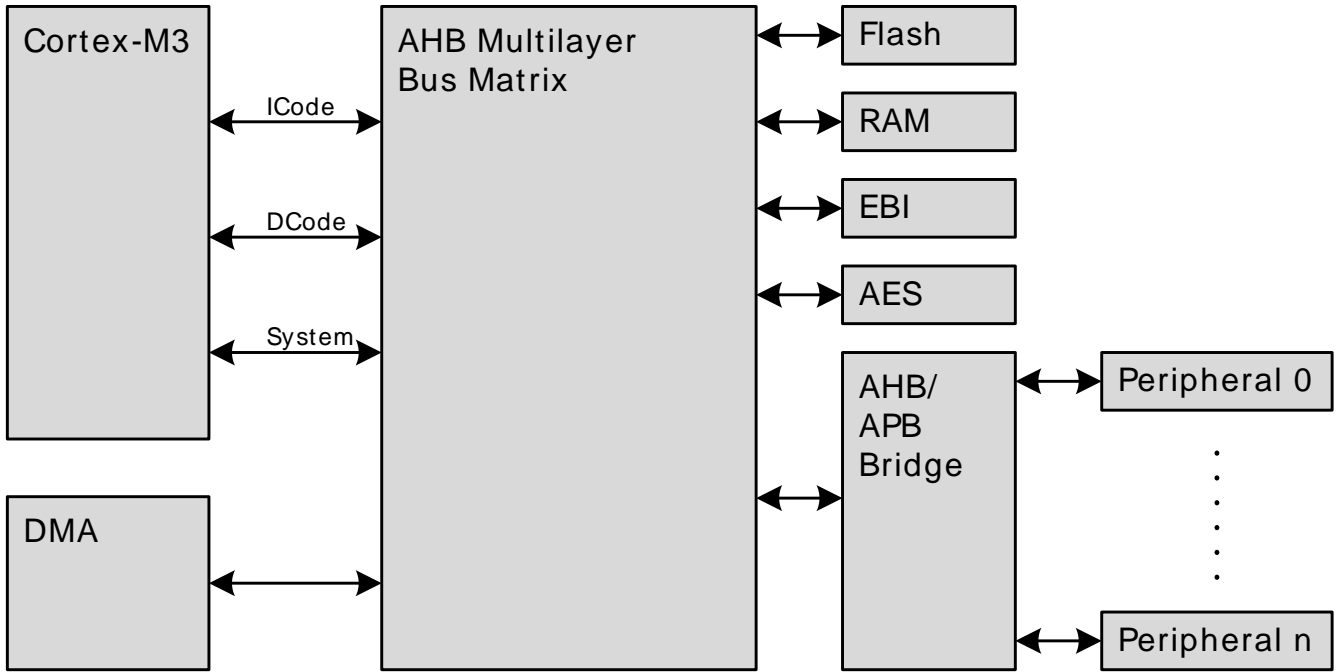 Cortex-M3
ICode
DCode
System
DMA
AHB Multilayer
Bus Matrix
Flash
RAM
EBI
AES
AHB/
APB
Bridge
Peripheral 0
Peripheral n